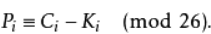 Pᵢ ≡ Cᵢ − Kᵢ (mod 26).